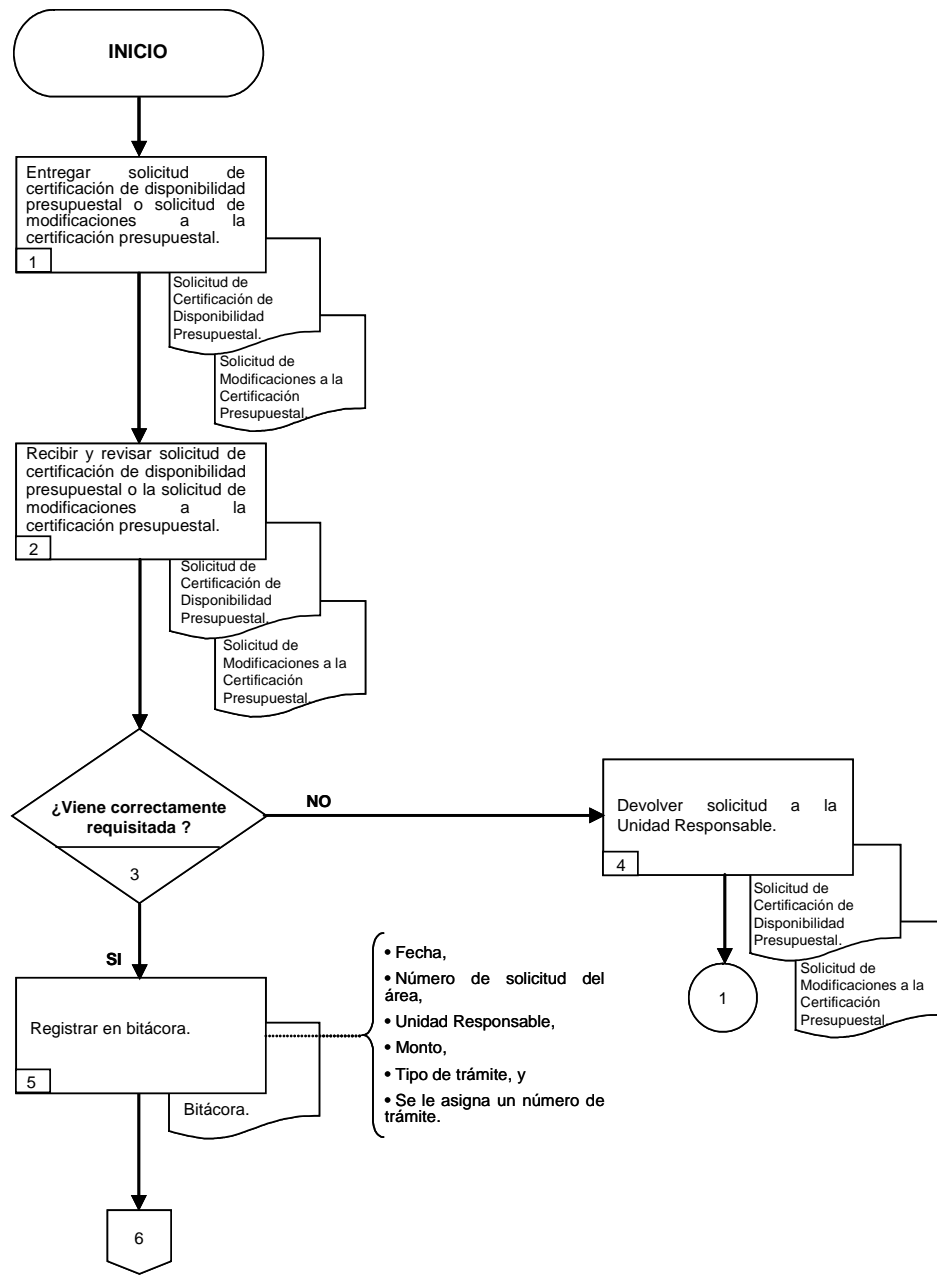 INICIO
Entregar solicitud de
certificación de disponibilidad
presupuestal o solicitud de
modificaciones a la
certificación presupuestal.
1
Solicitud de
Certificación de
Disponibilidad
Presupuestal.
Solicitud de
Modificaciones a la
Certificación
Presupuestal.
Recibir y revisar solicitud de
certificación de disponibilidad
presupuestal o la solicitud de
modificaciones a la
certificación presupuestal.
2
Solicitud de
Certificación de
Disponibilidad
Presupuestal.
Solicitud de
Modificaciones a la
Certificación
Presupuestal.
¿Viene correctamente
requisitada ?
3
NO
Devolver solicitud a la
Unidad Responsable.
4
Solicitud de
Certificación de
Disponibilidad
Presupuestal.
Solicitud de
Modificaciones a la
Certificación
Presupuestal.
1
SI
Registrar en bitácora.
5
Bitácora.
• Fecha,
• Número de solicitud del
área,
• Unidad Responsable,
• Monto,
• Tipo de trámite, y
• Se le asigna un número de
trámite.
6